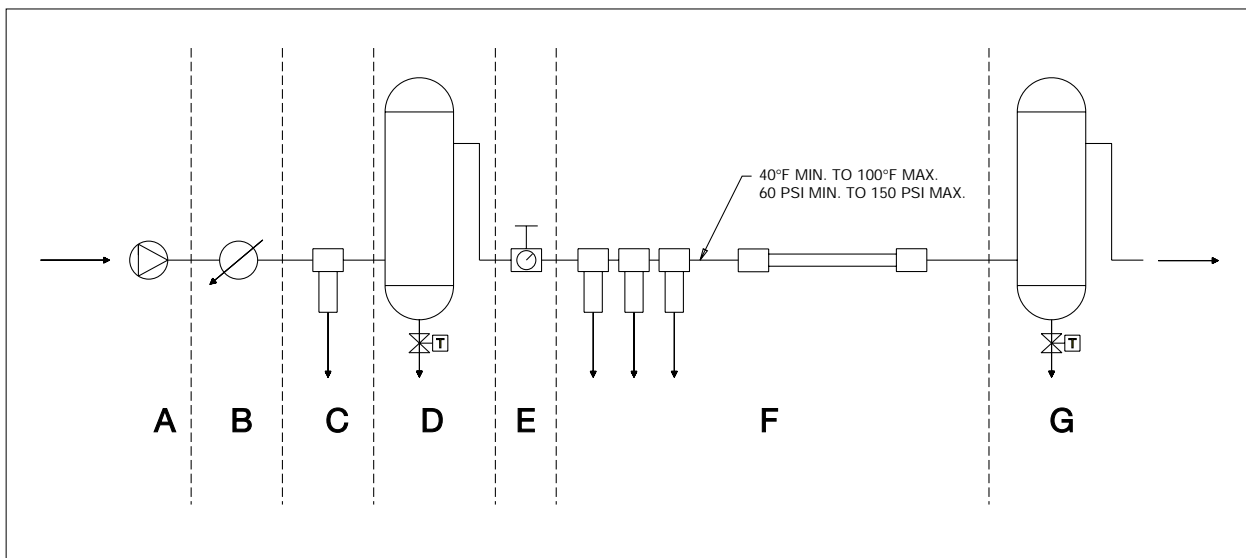 40°F MIN. TO 100°F MAX.
60 PSI MIN. TO 150 PSI MAX.
T
T
A B C D E F G